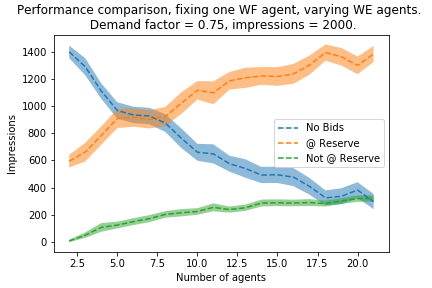 Performance comparison, fixing one WF agent, varying WE agents.
Demand factor = 0.75, impressions = 2000.
1400
1200
1000
800
600
400
200
0
Impressions
No Bids
@ Reserve
Not @ Reserve
2.5 5.0 7.5 10.0 12.5 15.0 17.5 20.0
Number of agents